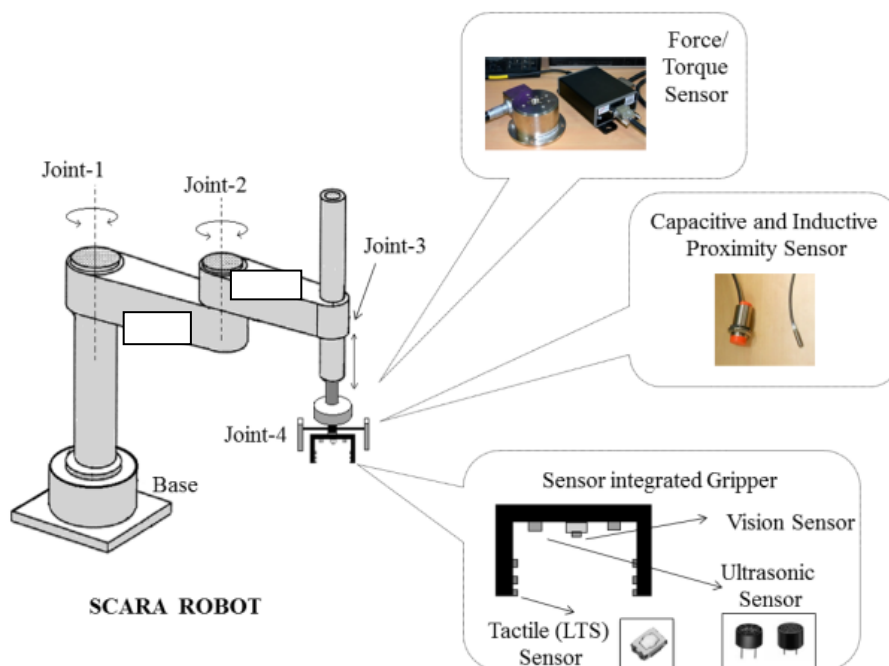 Force/
Torque
Sensor
Joint-1
Joint-2
Joint-3
Capacitive and Inductive
Proximity Sensor
Joint-4
Base
Sensor integrated Gripper
Vision Sensor
Ultrasonic
Sensor
Tactile (LTS)
Sensor
SCARA ROBOT